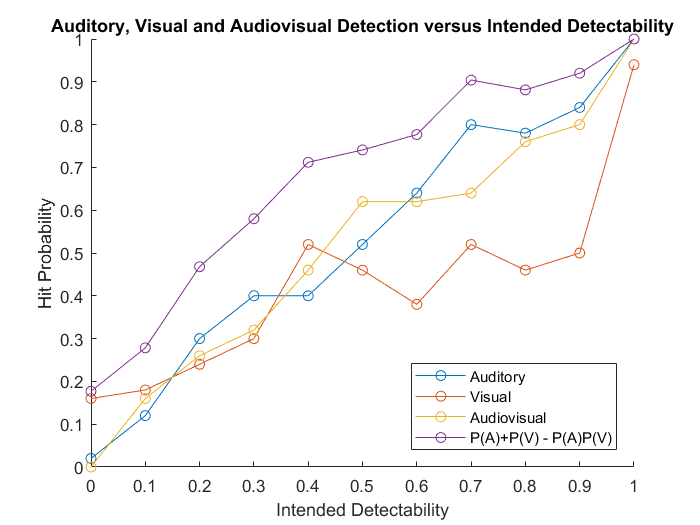 Auditory, Visual and Audiovisual Detection versus Intended Detectability
1
0.9
0.8
0.7
0.6
0.5
0.4
0.3
0.2
0.1
0
Hit Probability
Auditory
Visual
Audiovisual
P(A)+P(V) - P(A)P(V)
0 0.1 0.2 0.3 0.4 0.5 0.6 0.7 0.8 0.9 1
Intended Detectability